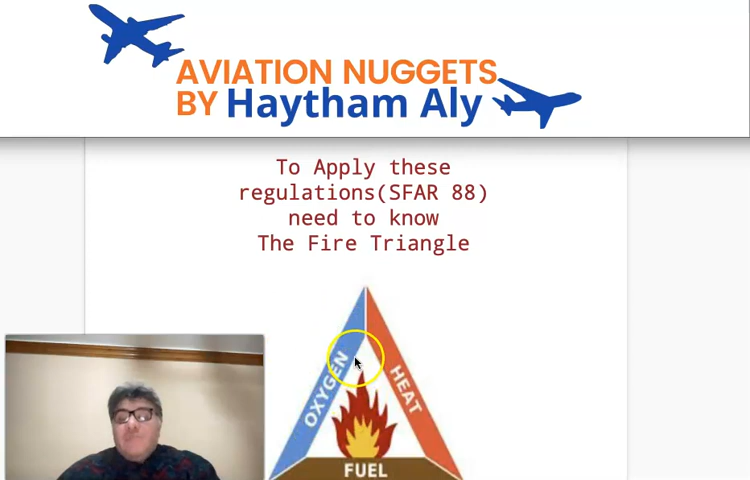 AVIATION NUGGETS
BY Haytham Aly
To Apply these
regulations(SFAR 88)
need to know
The Fire Triangle
OXYGEN
HEAT
FUEL